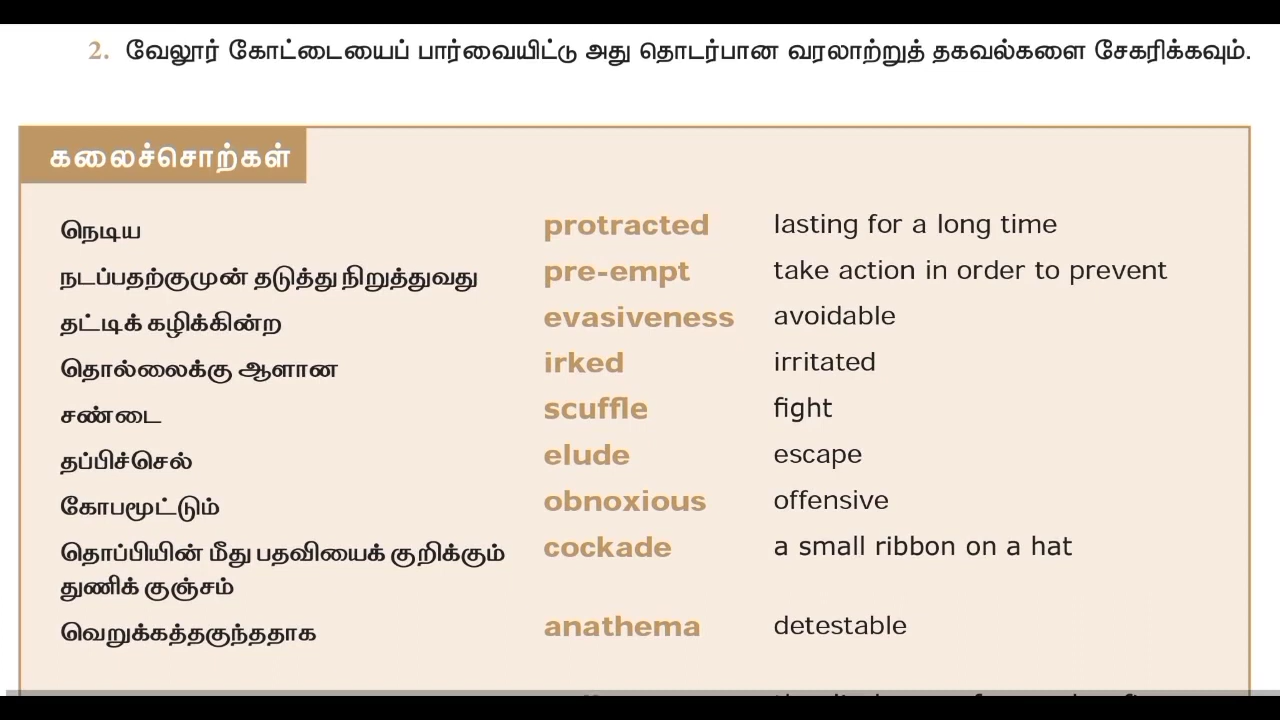 2. வேலூர் கோட்டையைப் பார்வையிட்டு அது தொடர்பான வரலாற்றுத் தகவல்களை சேகரிக்கவும்.
கலைச்சொற்கள்
நெடிய protracted lasting for a long time
நடப்பதற்குமுன் தடுத்து நிறுத்துவது pre-empt take action in order to prevent
தட்டிக் கழிக்கின்ற evasiveness avoidable
தொல்லைக்கு ஆளான irked irritated
சண்டை scuffle fight
தப்பிச்செல் elude escape
கோபமூட்டும் obnoxious offensive
தொப்பியின் மீது பதவியைக் குறிக்கும் cockade a small ribbon on a hat
துணிக் குஞ்சம்
வெறுக்கத்தகுந்ததாக anathema detestable